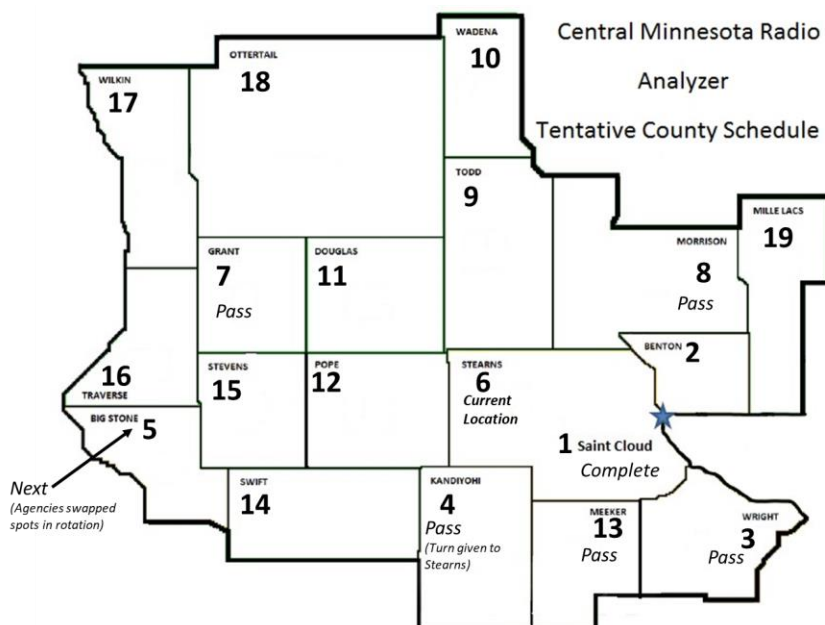 Central Minnesota Radio
Analyzer
Tentative County Schedule
WADENA
10
OTTERTAIL
18
WILKIN
17
TODD
9
MILLE LACS
19
MORRISON
8
Pass
GRANT
7
Pass
DOUGLAS
11
BENTON
2
16
TRAVERSE
STEVENS
15
POPE
12
STEARNS
6
Current
Location
BIG STONE
5
1 Saint Cloud
Complete
Next
(Agencies swapped
spots in rotation)
SWIFT
14
KANDIYOHI
4
Pass
(Turn given to
Stearns)
MEEKER
13
Pass
WRIGHT
3
Pass